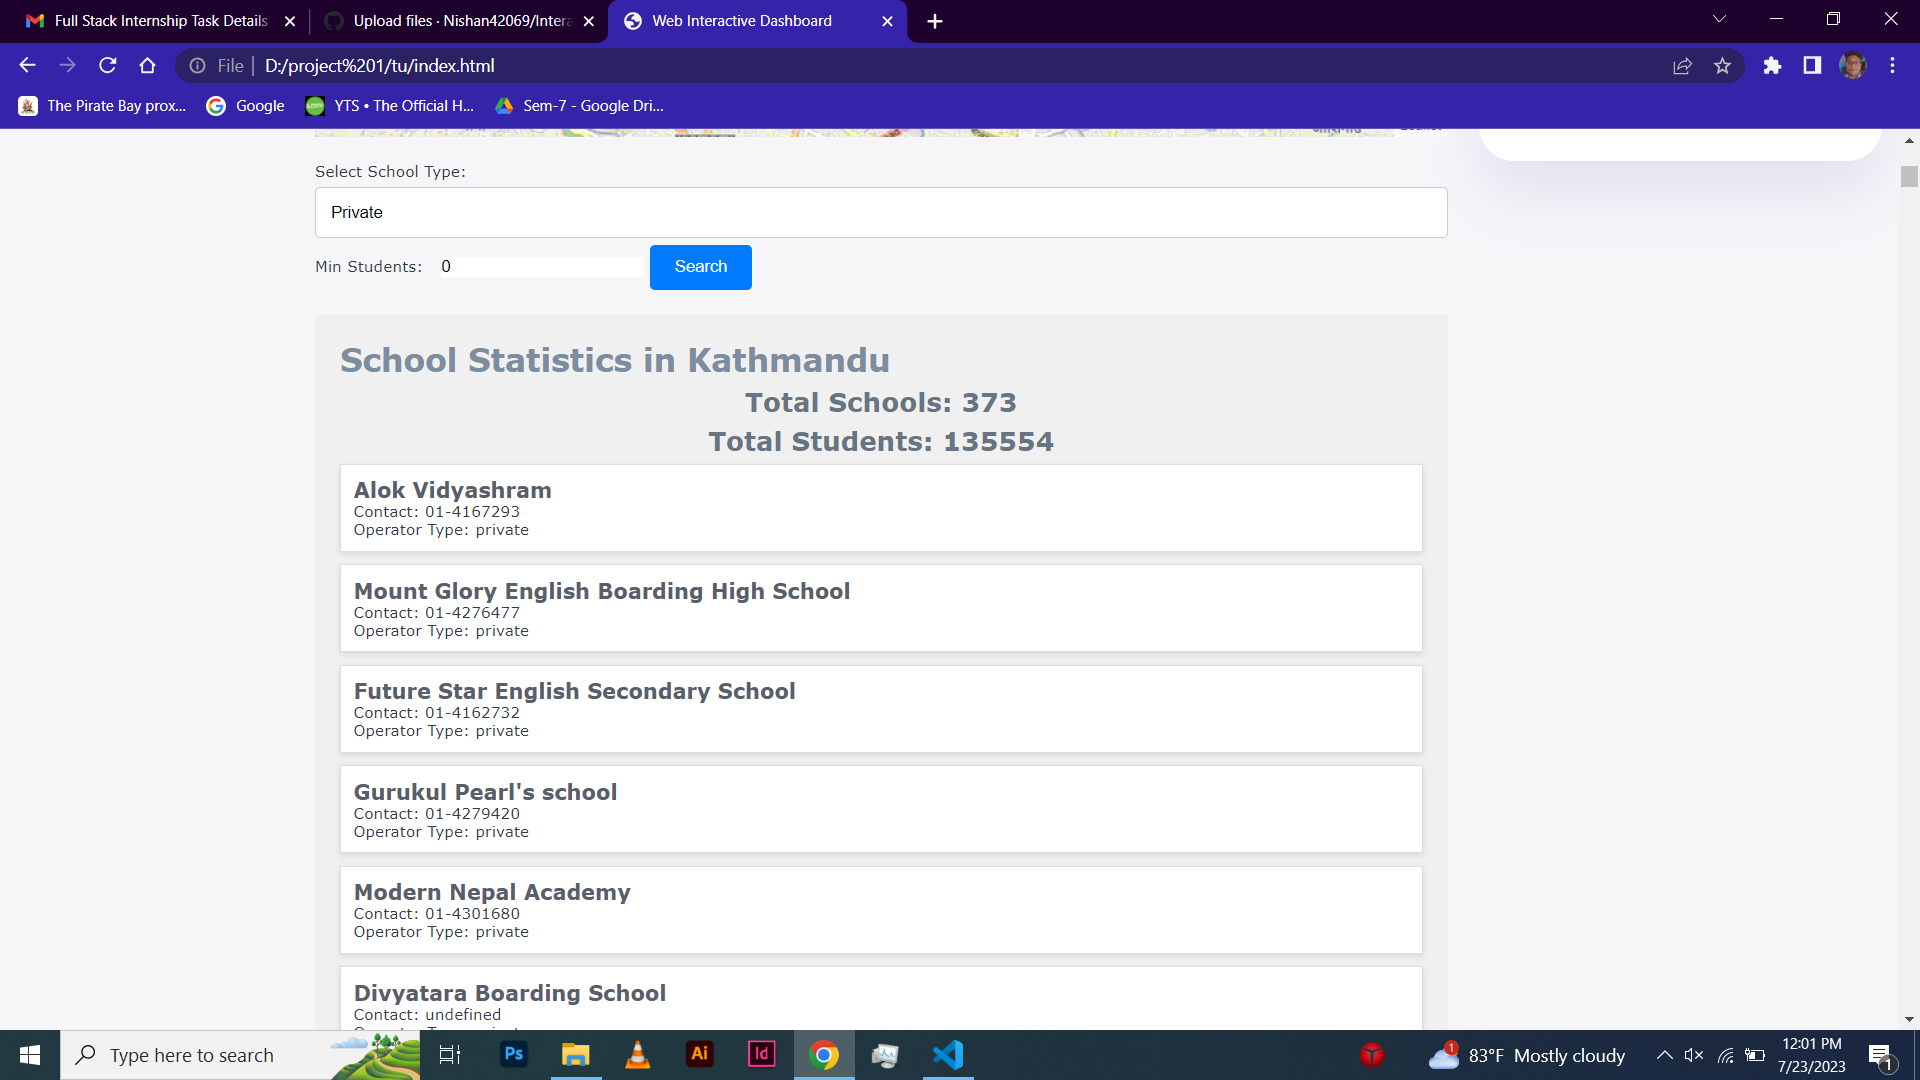 Full Stack Internship Task Details
Upload files · Nishan42069/Intera
Web Interactive Dashboard
File
D:/project%201/tu/index.html
The Pirate Bay prox...
Google
YTS • The Official H...
Sem-7 - Google Dri...
Select School Type:
Private
Min Students: 0
Search
School Statistics in Kathmandu
Total Schools: 373
Total Students: 135554
Alok Vidyashram
Contact: 01-4167293
Operator Type: private
Mount Glory English Boarding High School
Contact: 01-4276477
Operator Type: private
Future Star English Secondary School
Contact: 01-4162732
Operator Type: private
Gurukul Pearl's school
Contact: 01-4279420
Operator Type: private
Modern Nepal Academy
Contact: 01-4301680
Operator Type: private
Divyatara Boarding School
Contact: undefined
Type here to search
Ps
Ai
Id
1
83°F Mostly cloudy
12:01 PM
7/23/2023
1